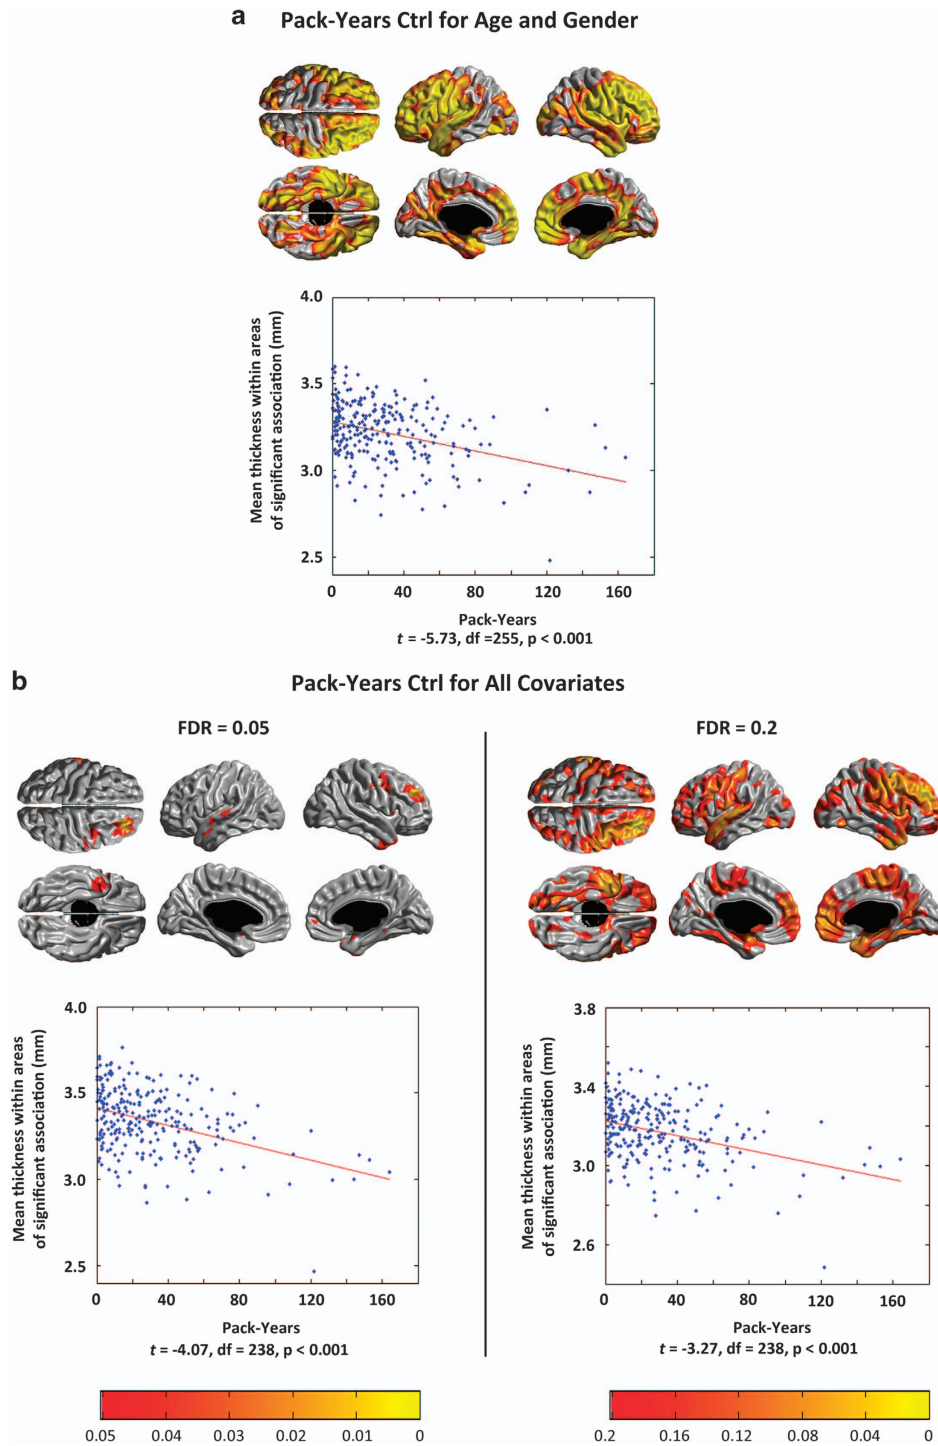 a Pack-Years Ctrl for Age and Gender
4.0
3.5
3.0
2.5
Mean thickness within areas
of significant association (mm)
0 40 80 120 160
Pack-Years
t = -5.73, df =255, p < 0.001
b Pack-Years Ctrl for All Covariates
FDR = 0.05
4.0
3.5
3.0
2.5
Mean thickness within areas
of significant association (mm)
0 40 80 120 160
Pack-Years
t = -4.07, df = 238, p < 0.001
0.05 0.04 0.03 0.02 0.01 0
FDR = 0.2
3.8
3.4
3.0
2.6
Mean thickness within areas
of significant association (mm)
0 40 80 120 160
Pack-Years
t = -3.27, df = 238, p < 0.001
0.2 0.16 0.12 0.08 0.04 0